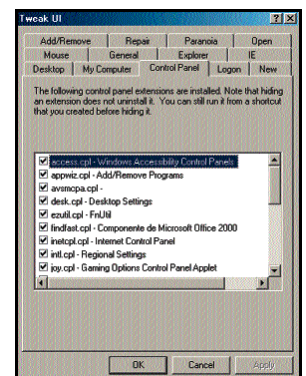 Tweak UI
Add/Remove Repair Paranoia Open
Mouse General Explorer IE
Desktop My Computer Control Panel Logon New
The following control panel extensions are installed. Note that hiding
an extension does not uninstall it. You can still run it from a shortcut
that you created before hiding it.
access.cpl - Windows Accessibility Control Panels
appwiz.cpl - Add/Remove Programs
avsmcpa.cpl -
desk.cpl - Desktop Settings
ezutil.cpl - FnUtil
findfast.cpl - Componente de Microsoft Office 2000
inetcpl.cpl - Internet Control Panel
intl.cpl - Regional Settings
joy.cpl - Gaming Options Control Panel Applet
OK Cancel Apply